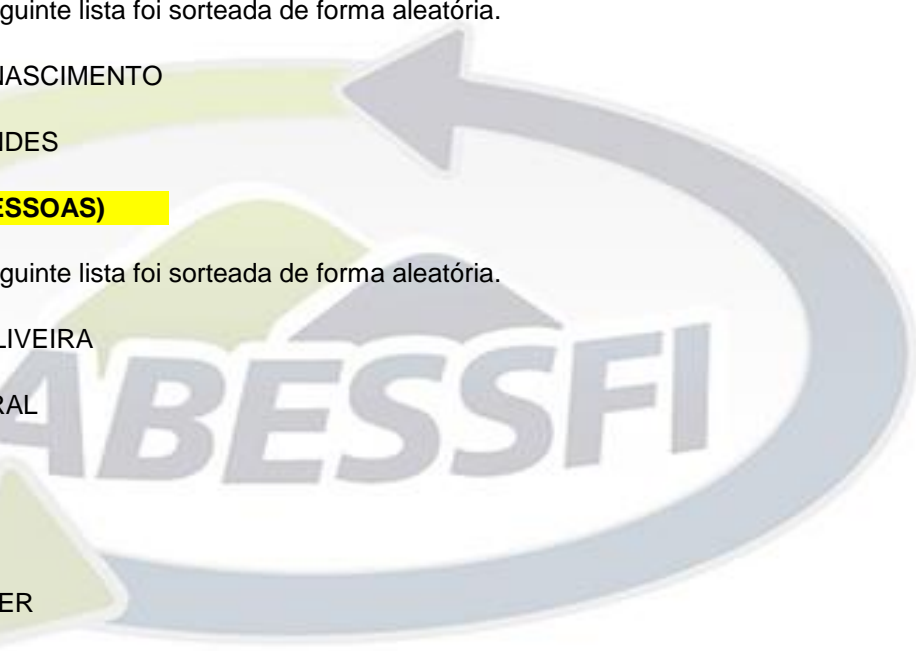 guinte lista foi sorteada de forma aleatória.
NASCIMENTO
NDES
ESSOAS)
guinte lista foi sorteada de forma aleatória.
LIVEIRA
RAL
ABESSFI
ER